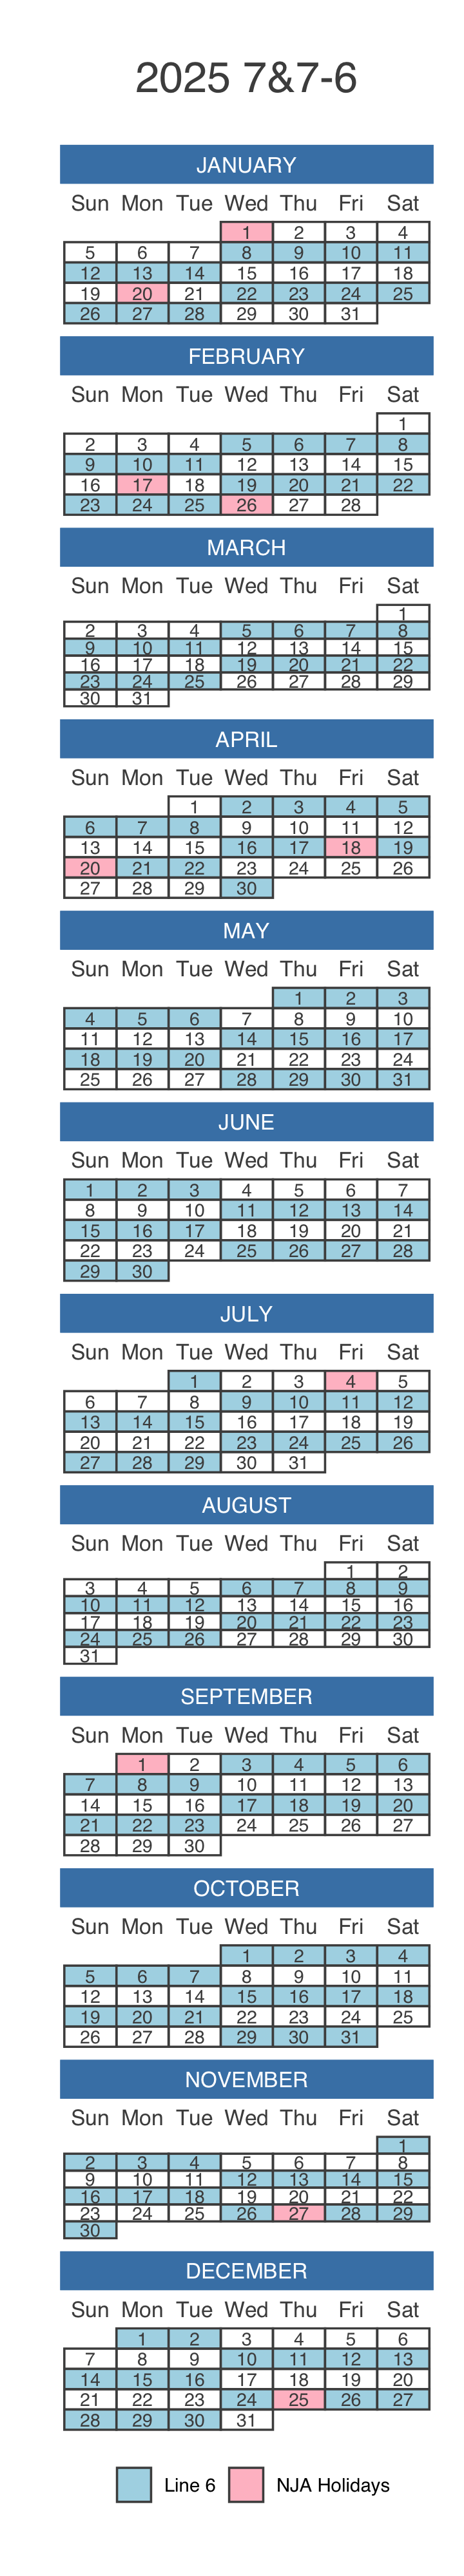 2025 7&7-6
JANUARY
Sun Mon Tue Wed Thu Fri Sat
1 2 3 4
5 6 7 8 9 10 11
12 13 14 15 16 17 18
19 20 21 22 23 24 25
26 27 28 29 30 31
FEBRUARY
Sun Mon Tue Wed Thu Fri Sat
1
2 3 4 5 6 7 8
9 10 11 12 13 14 15
16 17 18 19 20 21 22
23 24 25 26 27 28
MARCH
Sun Mon Tue Wed Thu Fri Sat
1
2 3 4 5 6 7 8
9 10 11 12 13 14 15
16 17 18 19 20 21 22
23 24 25 26 27 28 29
30 31
APRIL
Sun Mon Tue Wed Thu Fri Sat
1 2 3 4 5
6 7 8 9 10 11 12
13 14 15 16 17 18 19
20 21 22 23 24 25 26
27 28 29 30
MAY
Sun Mon Tue Wed Thu Fri Sat
1 2 3
4 5 6 7 8 9 10
11 12 13 14 15 16 17
18 19 20 21 22 23 24
25 26 27 28 29 30 31
JUNE
Sun Mon Tue Wed Thu Fri Sat
1 2 3 4 5 6 7
8 9 10 11 12 13 14
15 16 17 18 19 20 21
22 23 24 25 26 27 28
29 30
JULY
Sun Mon Tue Wed Thu Fri Sat
1 2 3 4 5
6 7 8 9 10 11 12
13 14 15 16 17 18 19
20 21 22 23 24 25 26
27 28 29 30 31
AUGUST
Sun Mon Tue Wed Thu Fri Sat
1 2
3 4 5 6 7 8 9
10 11 12 13 14 15 16
17 18 19 20 21 22 23
24 25 26 27 28 29 30
31
SEPTEMBER
Sun Mon Tue Wed Thu Fri Sat
1 2 3 4 5 6
7 8 9 10 11 12 13
14 15 16 17 18 19 20
21 22 23 24 25 26 27
28 29 30
OCTOBER
Sun Mon Tue Wed Thu Fri Sat
1 2 3 4
5 6 7 8 9 10 11
12 13 14 15 16 17 18
19 20 21 22 23 24 25
26 27 28 29 30 31
NOVEMBER
Sun Mon Tue Wed Thu Fri Sat
1
2 3 4 5 6 7 8
9 10 11 12 13 14 15
16 17 18 19 20 21 22
23 24 25 26 27 28 29
30
DECEMBER
Sun Mon Tue Wed Thu Fri Sat
1 2 3 4 5 6
7 8 9 10 11 12 13
14 15 16 17 18 19 20
21 22 23 24 25 26 27
28 29 30 31
Line 6 NJA Holidays